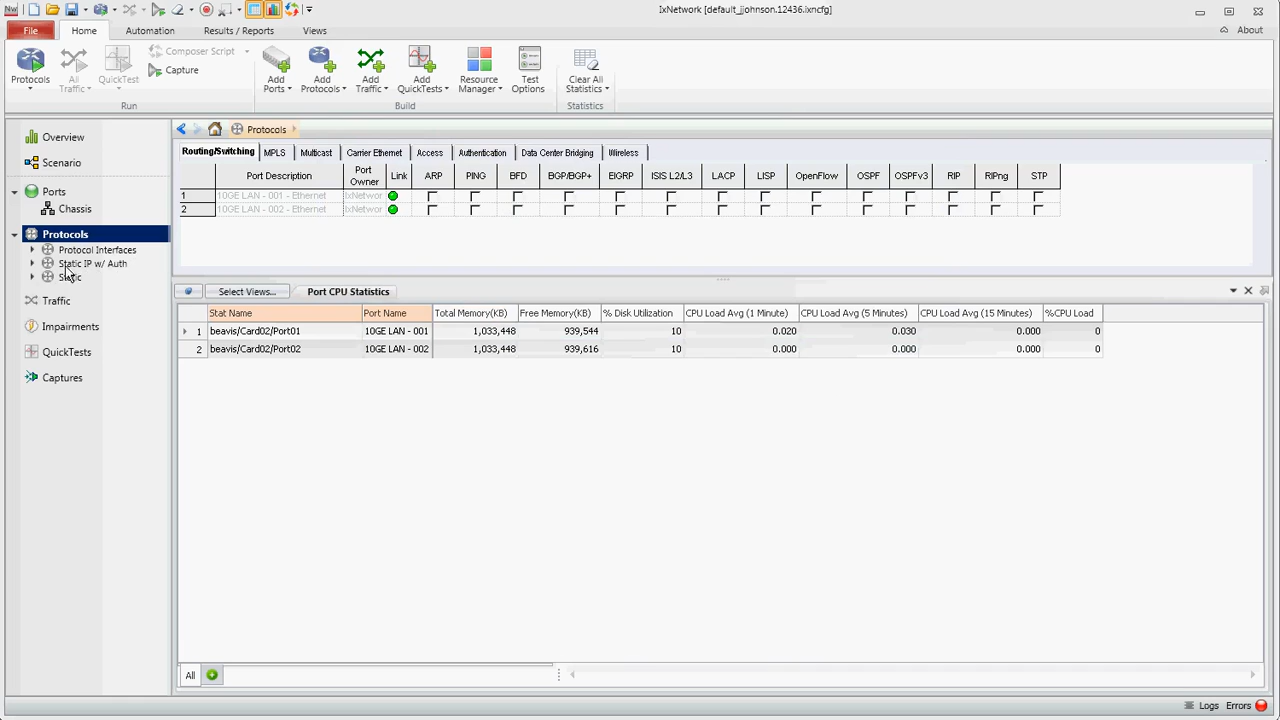 IxNetwork [default_jjohnson.12436.ixncfg]
File Home Automation Results / Reports Views About
Protocols All Traffic QuickTest Composer Script Capture Add Ports Add Protocols Add Traffic Add QuickTests Resource Manager Test Options Clear All Statistics
Run Build Statistics
Overview
Scenario
Ports
Chassis
Protocols
Protocol Interfaces
Static IP w/ Auth
Traffic
Impairments
QuickTests
Captures
Protocols
Routing/Switching MPLS Multicast Carrier Ethernet Access Authentication Data Center Bridging Wireless
Port Description Port Owner Link ARP PING BFD BGP/BGP+ EIGRP ISIS L2/L3 LACP LISP OpenFlow OSPF OSPFv3 RIP RIPng STP
1 10GE LAN - 001 - Ethernet IxNetwor
2 10GE LAN - 002 - Ethernet IxNetwor
Select Views... Port CPU Statistics
Stat Name Port Name Total Memory(KB) Free Memory(KB) % Disk Utilization CPU Load Avg (1 Minute) CPU Load Avg (5 Minutes) CPU Load Avg (15 Minutes) %CPU Load
1 beavis/Card02/Port01 10GE LAN - 001 1,033,448 939,544 10 0.020 0.030 0.000 0
2 beavis/Card02/Port02 10GE LAN - 002 1,033,448 939,616 10 0.000 0.000 0.000 0
All
Logs Errors